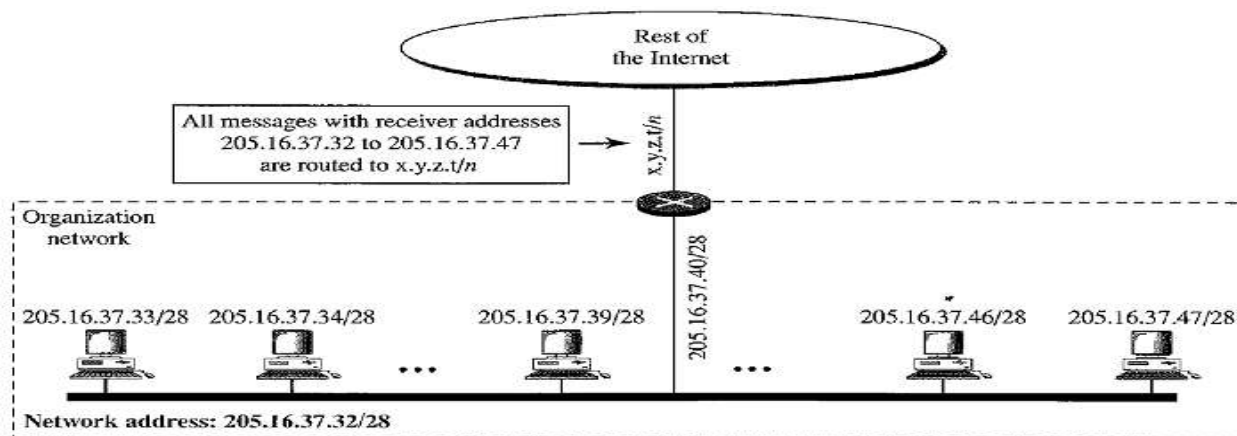 Rest of
the Internet
All messages with receiver addresses
205.16.37.32 to 205.16.37.47
are routed to x.y.z.t/n
x.y.z.t/n
Organization
network
205.16.37.40/28
205.16.37.33/28
205.16.37.34/28
205.16.37.39/28
205.16.37.46/28
205.16.37.47/28
Network address: 205.16.37.32/28